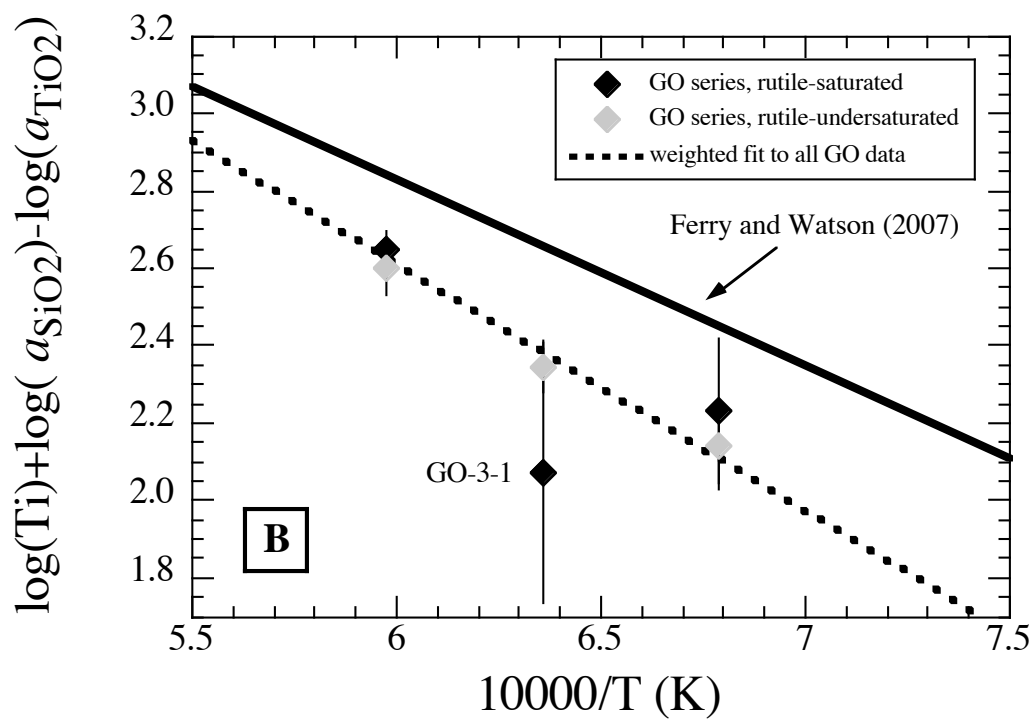 log(Ti)+log( aSiO2)-log(aTiO2)
3.2
3.0
2.8
2.6
2.4
2.2
2.0
1.8
GO series, rutile-saturated
GO series, rutile-undersaturated
weighted fit to all GO data
Ferry and Watson (2007)
GO-3-1
B
5.5 6 6.5 7 7.5
10000/T (K)